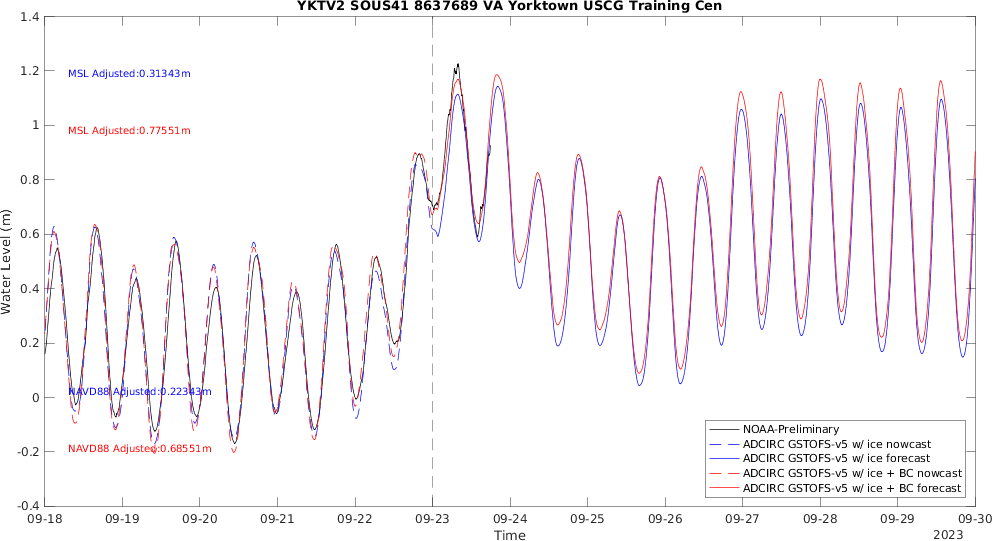 YKTV2 SOUS41 8637689 VA Yorktown USCG Training Cen
1.4
1.2
1
0.8
0.6
0.4
0.2
0
-0.2
-0.4
Water Level (m)
MSL Adjusted:0.31343m
MSL Adjusted:0.77551m
NAVD88 Adjusted:0.22343m
NAVD88 Adjusted:0.68551m
NOAA-Preliminary
ADCIRC GSTOFS-v5 w/ ice nowcast
ADCIRC GSTOFS-v5 w/ ice forecast
ADCIRC GSTOFS-v5 w/ ice + BC nowcast
ADCIRC GSTOFS-v5 w/ ice + BC forecast
09-18 09-19 09-20 09-21 09-22 09-23 09-24 09-25 09-26 09-27 09-28 09-29 09-30
Time
2023